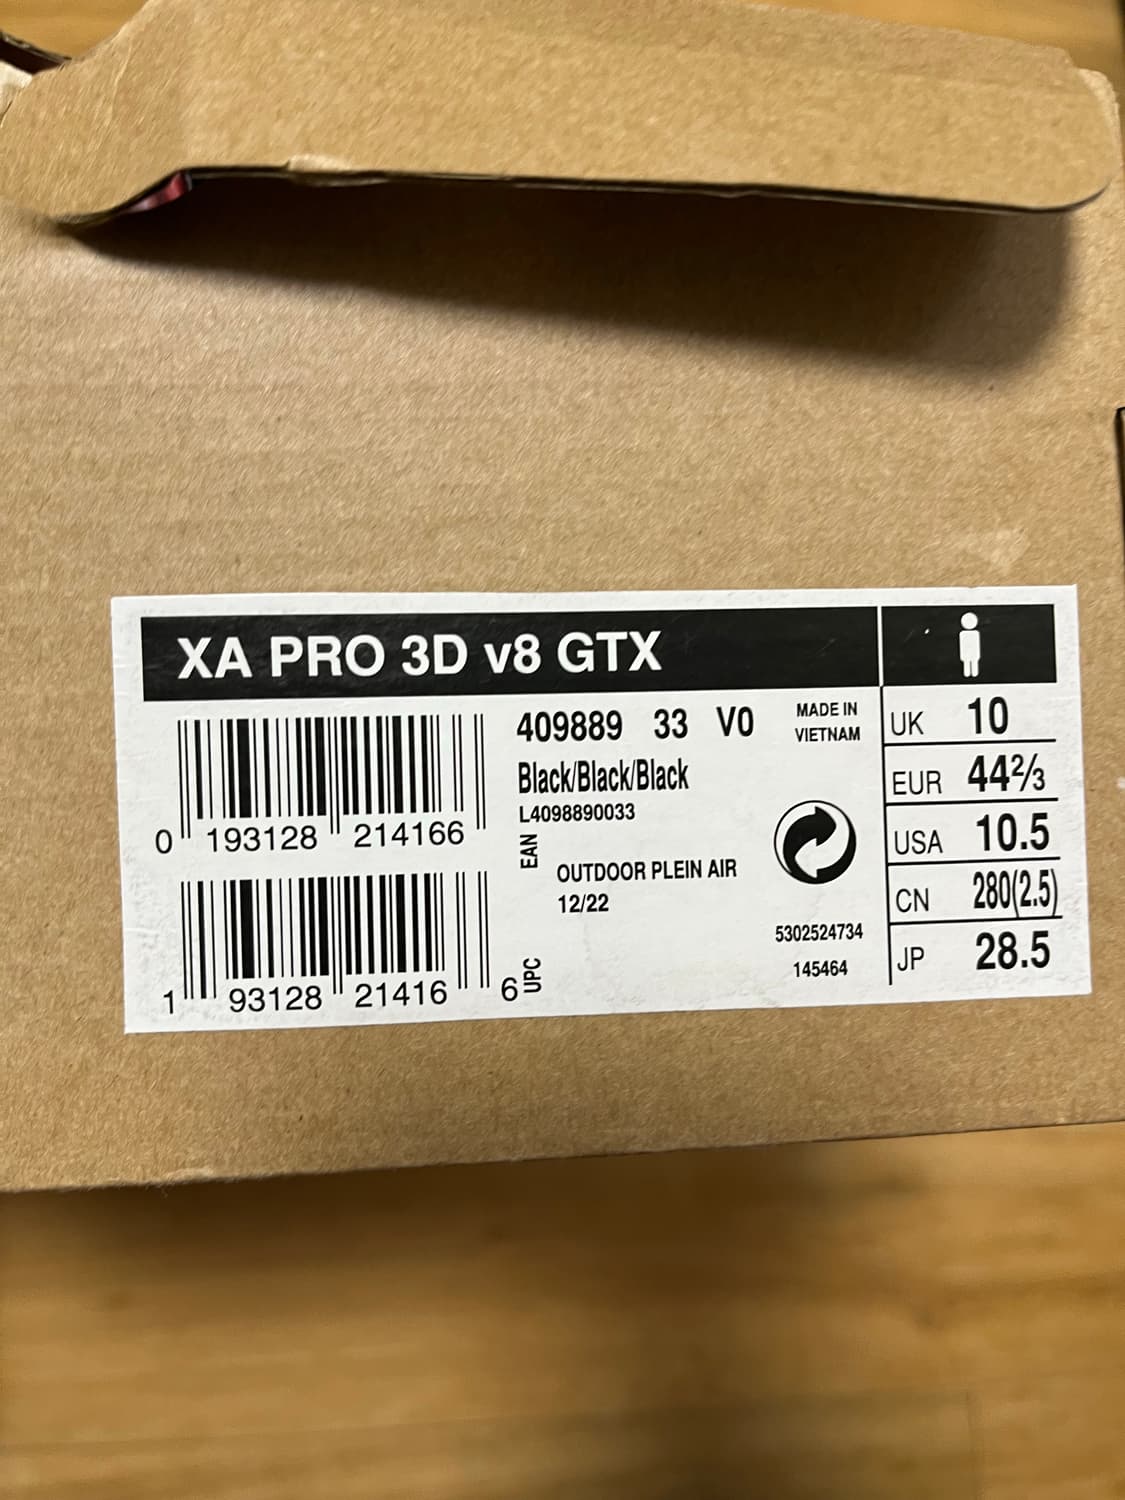 XA PRO 3D v8 GTX
409889 33 V0
Black/Black/Black
L4098890033
MADE IN
VIETNAM
0 193128 214166
EAN
OUTDOOR PLEIN AIR
12/22
1 93128 21416 6
UPC
5302524734
145464
UK 10
EUR 44⅔
USA 10.5
CN 280(2.5)
JP 28.5